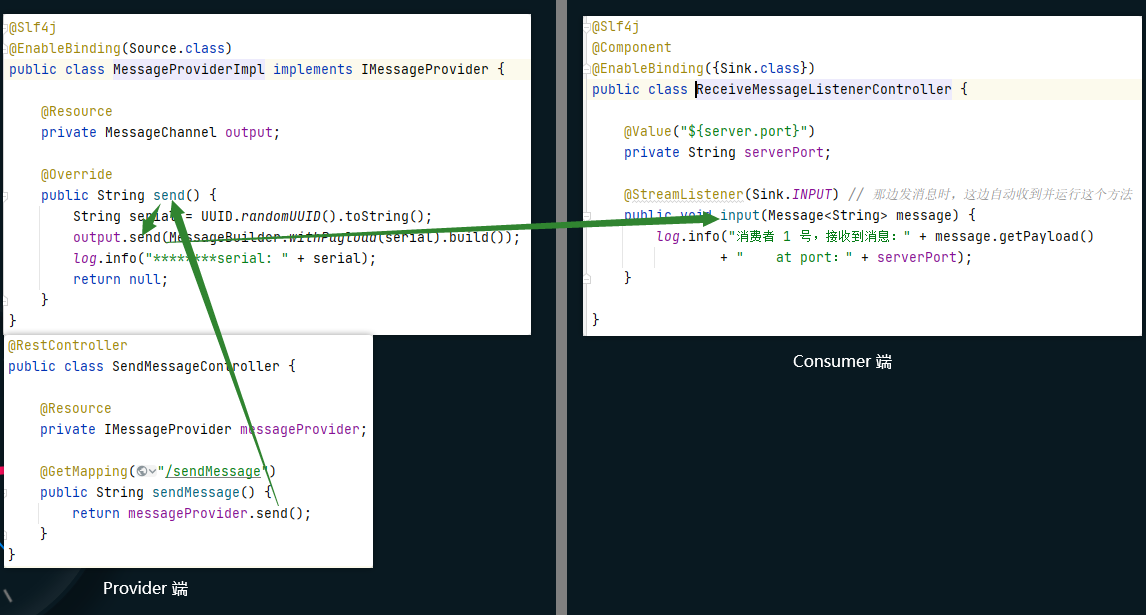 @Slf4j
@EnableBinding(Source.class)
public class MessageProviderImpl implements IMessageProvider {
@Resource
private MessageChannel output;
@Override
public String send() {
String serial = UUID.randomUUID().toString();
output.send(MessageBuilder.withPayload(serial).build());
log.info("********serial: " + serial);
return null;
}
}
@RestController
public class SendMessageController {
@Resource
private IMessageProvider messageProvider;
@GetMapping("/sendMessage")
public String sendMessage() {
return messageProvider.send();
}
}
Provider 端
@Slf4j
@Component
@EnableBinding({Sink.class})
public class ReceiveMessageListenerController {
@Value("${server.port}")
private String serverPort;
@StreamListener(Sink.INPUT) // 那边发消息时，这边自动收到并运行这个方法
public void input(Message<String> message) {
log.info("消费者 1 号，接收到消息：" + message.getPayload()
+ "    at port：" + serverPort);
}
}
Consumer 端